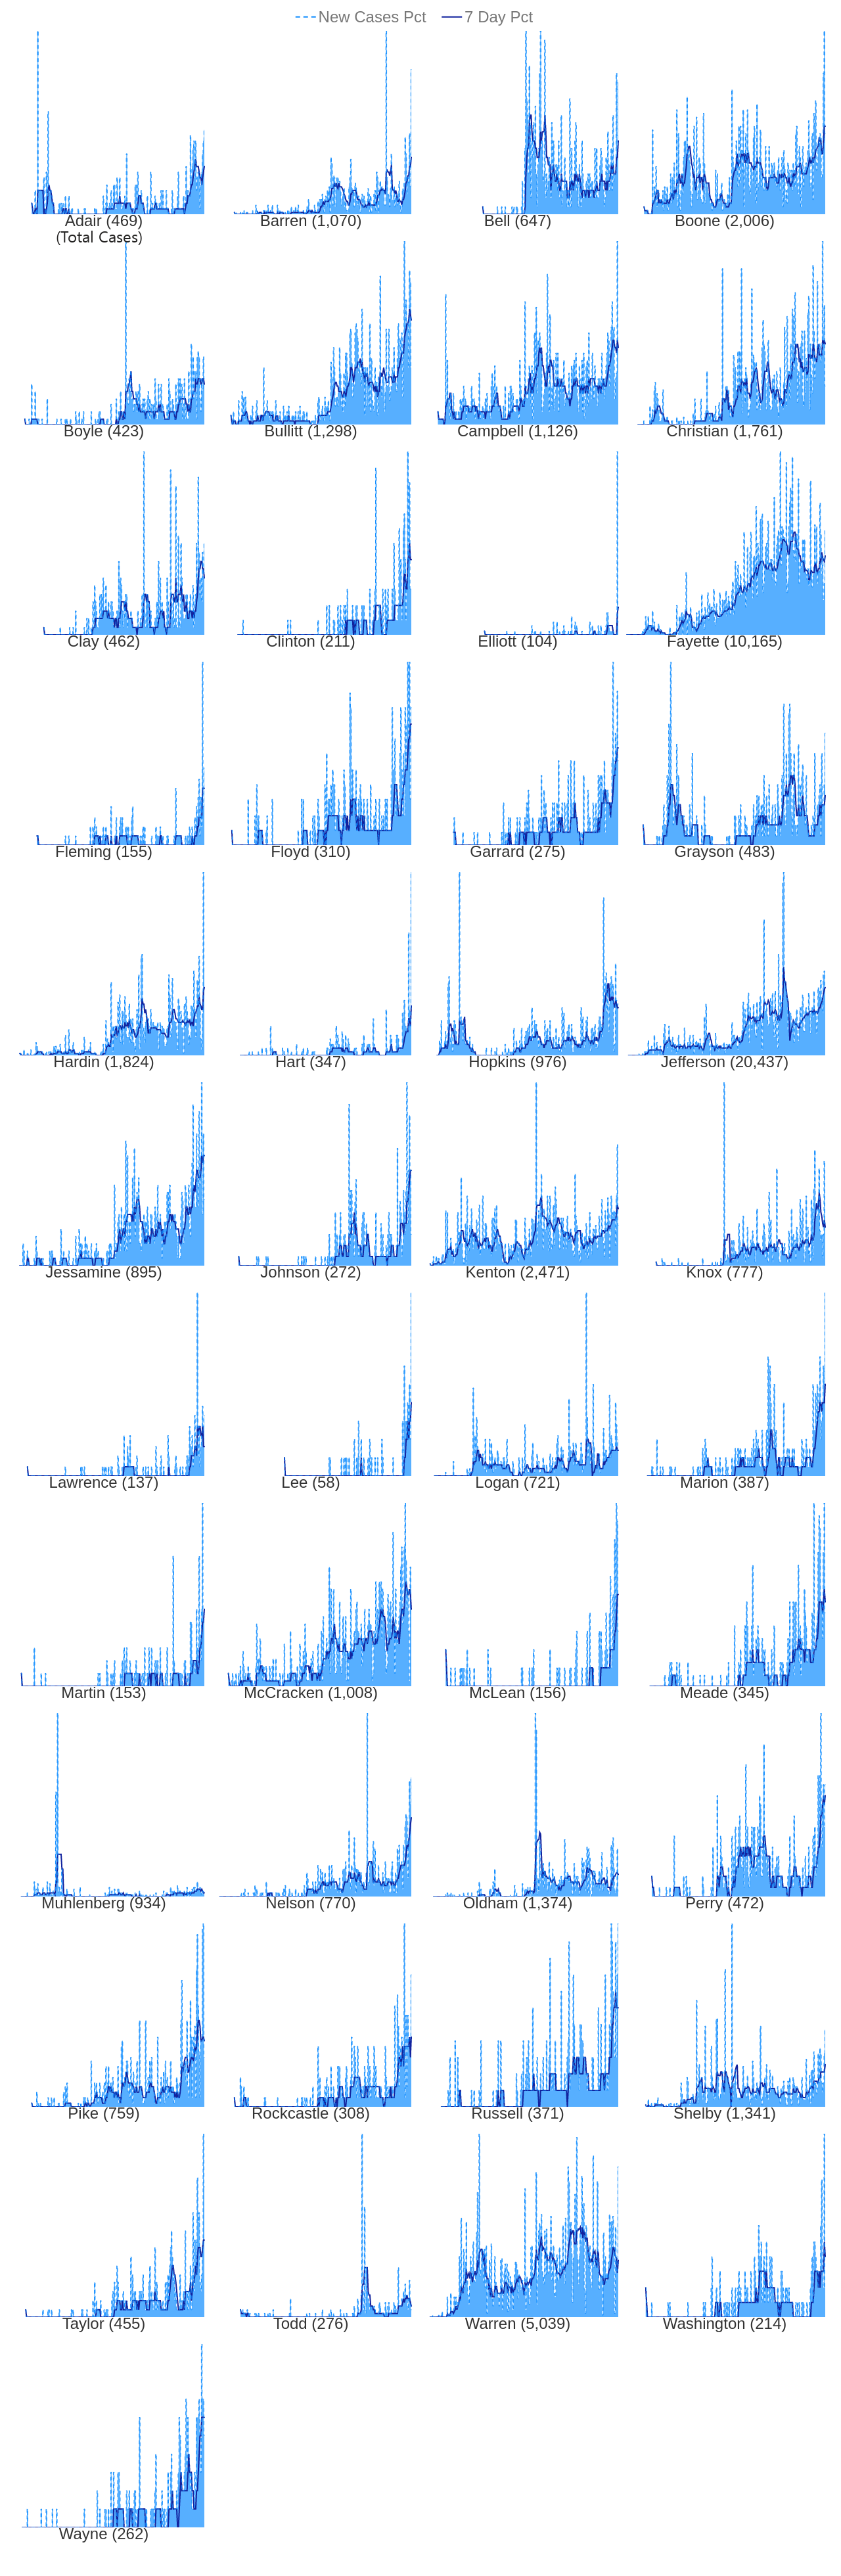 New Cases Pct 7 Day Pct
Adair (469) Barren (1,070) Bell (647) Boone (2,006)
(Total Cases)
Boyle (423) Bullitt (1,298) Campbell (1,126) Christian (1,761)
Clay (462) Clinton (211) Elliott (104) Fayette (10,165)
Fleming (155) Floyd (310) Garrard (275) Grayson (483)
Hardin (1,824) Hart (347) Hopkins (976) Jefferson (20,437)
Jessamine (895) Johnson (272) Kenton (2,471) Knox (777)
Lawrence (137) Lee (58) Logan (721) Marion (387)
Martin (153) McCracken (1,008) McLean (156) Meade (345)
Muhlenberg (934) Nelson (770) Oldham (1,374) Perry (472)
Pike (759) Rockcastle (308) Russell (371) Shelby (1,341)
Taylor (455) Todd (276) Warren (5,039) Washington (214)
Wayne (262)